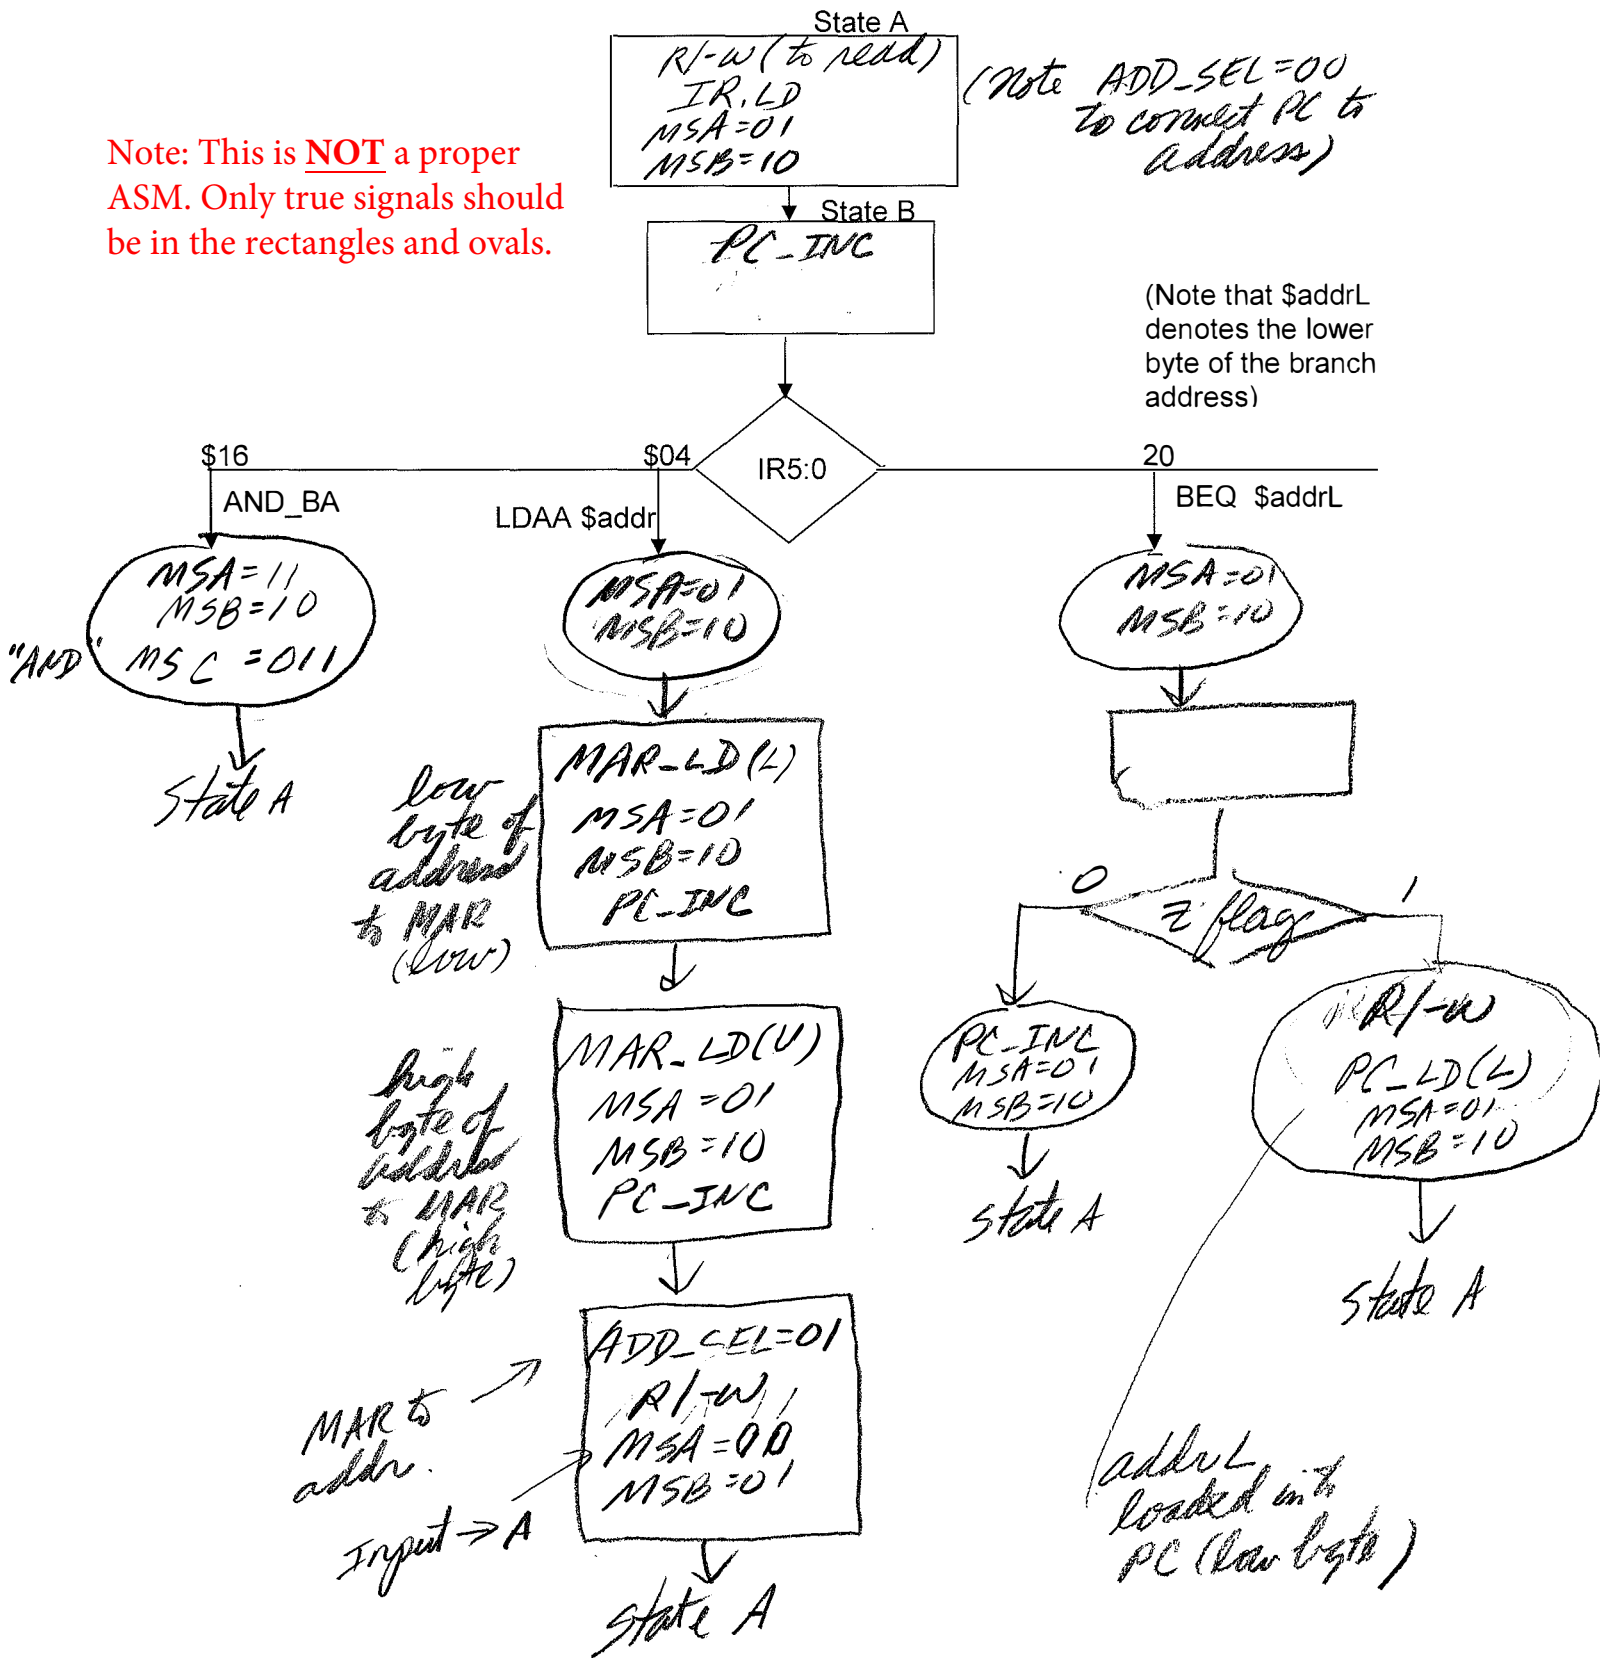 State A
R/-W (to read)
IR.LD
MSA=01
MSB=10
(Note ADD_SEL=00
to connect PC to
address)
Note: This is NOT a proper
ASM. Only true signals should
be in the rectangles and ovals.
State B
PC_INC
(Note that $addrL
denotes the lower
byte of the branch
address)
IR5:0
$16
AND_BA
MSA=11
MSB=10
"AND" MSC=011
State A
$04
LDAA $addr
MSA=01
MSB=10
MAR_LD(L)
MSA=01
MSB=10
PC_INC
low
byte of
address
to MAR
(low)
MAR_LD(U)
MSA=01
MSB=10
PC_INC
high
byte of
address
to MAR
(high
byte)
ADD_SEL=01
R/-W
MSA=00
MSB=01
MAR to
addr.
Input → A
State A
20
BEQ $addrL
MSA=01
MSB=10
Z flag
0
1
PC_INC
MSA=01
MSB=10
State A
R/-W
PC_LD(L)
MSA=01
MSB=10
State A
addrL
loaded into
PC (low byte)